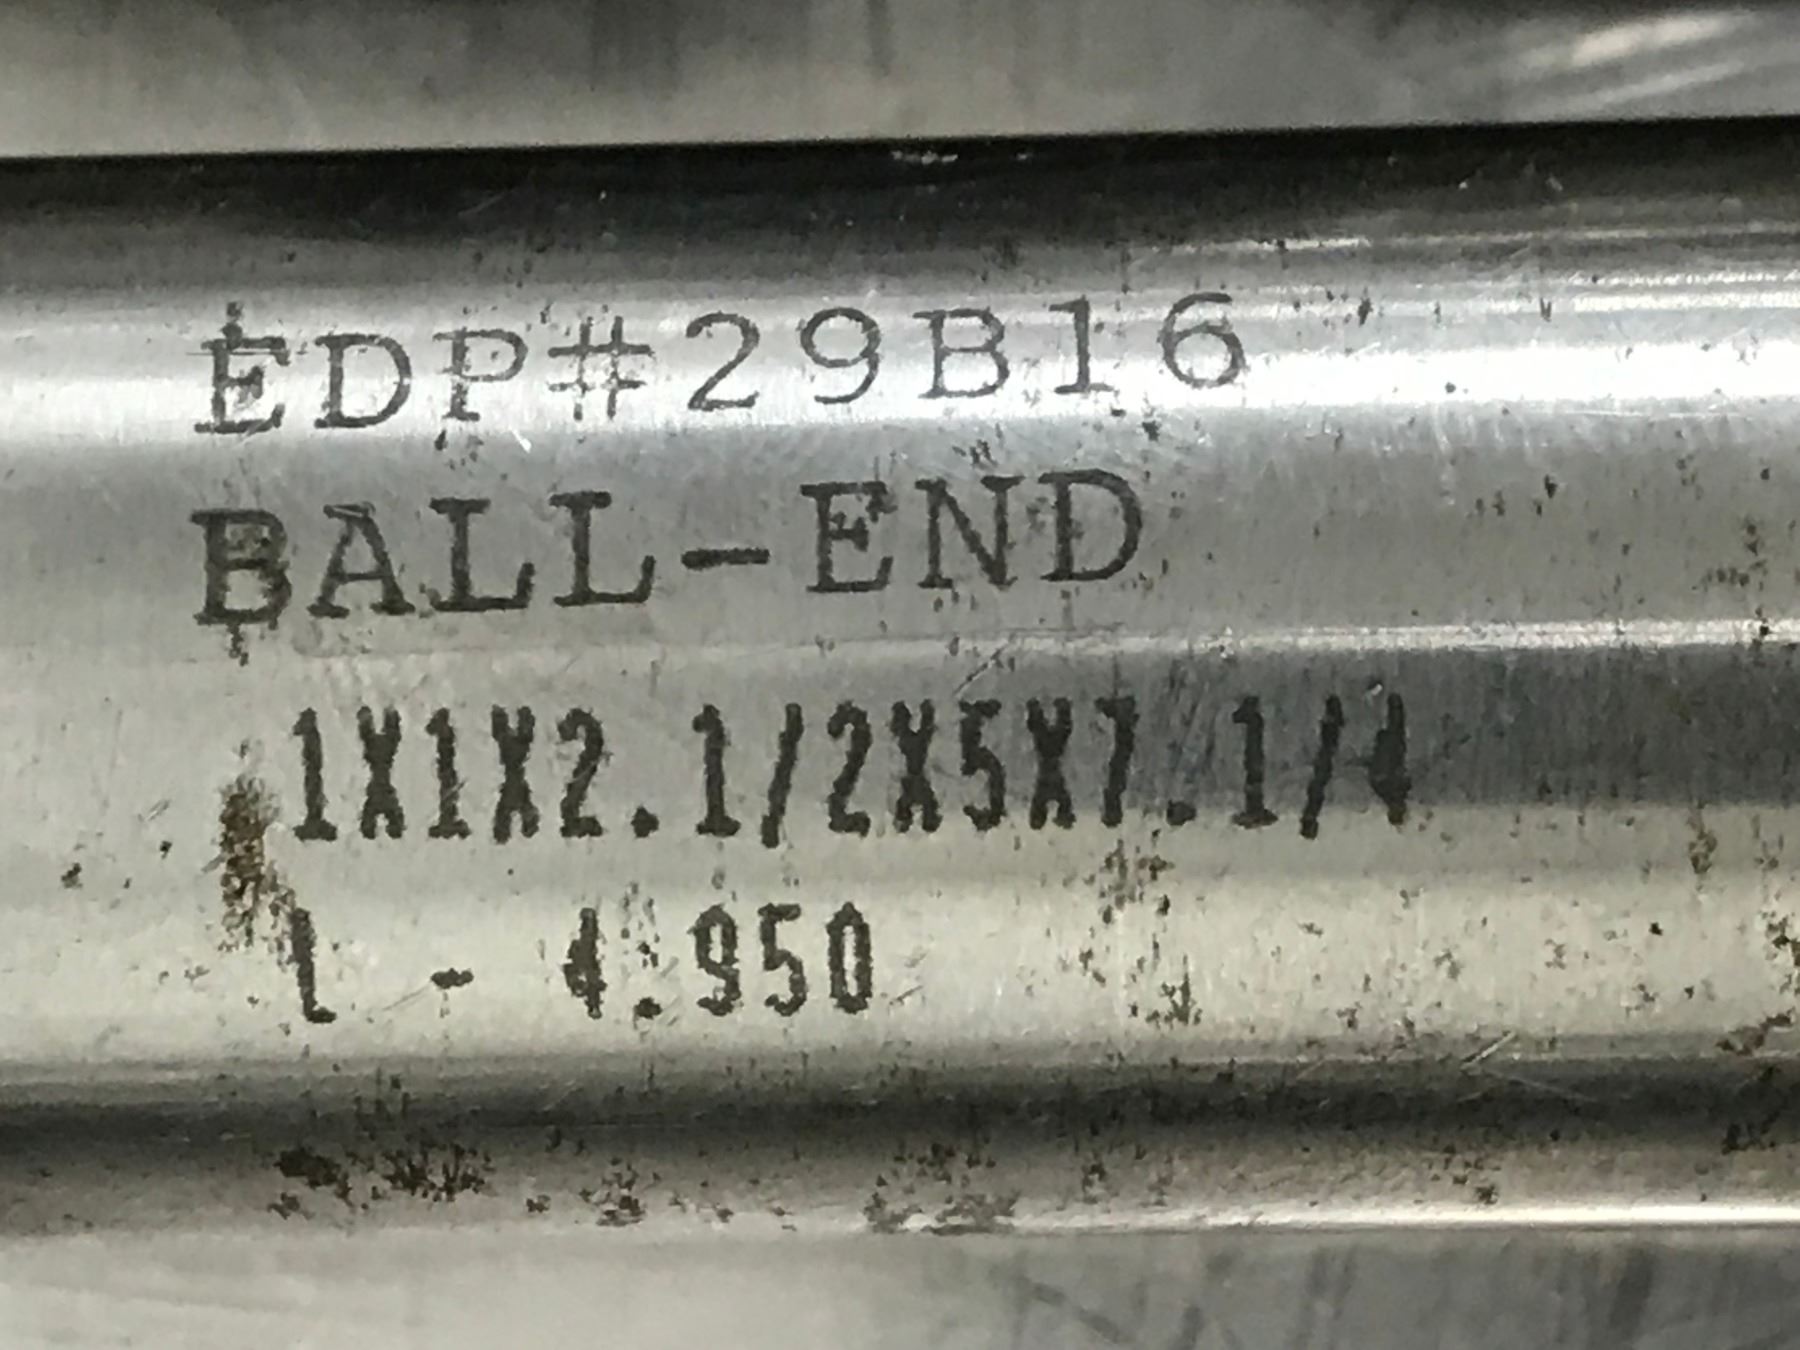 EDP#29B16
BALL-END
1X1X2.1/2X5X7.1/4
L - 4.950